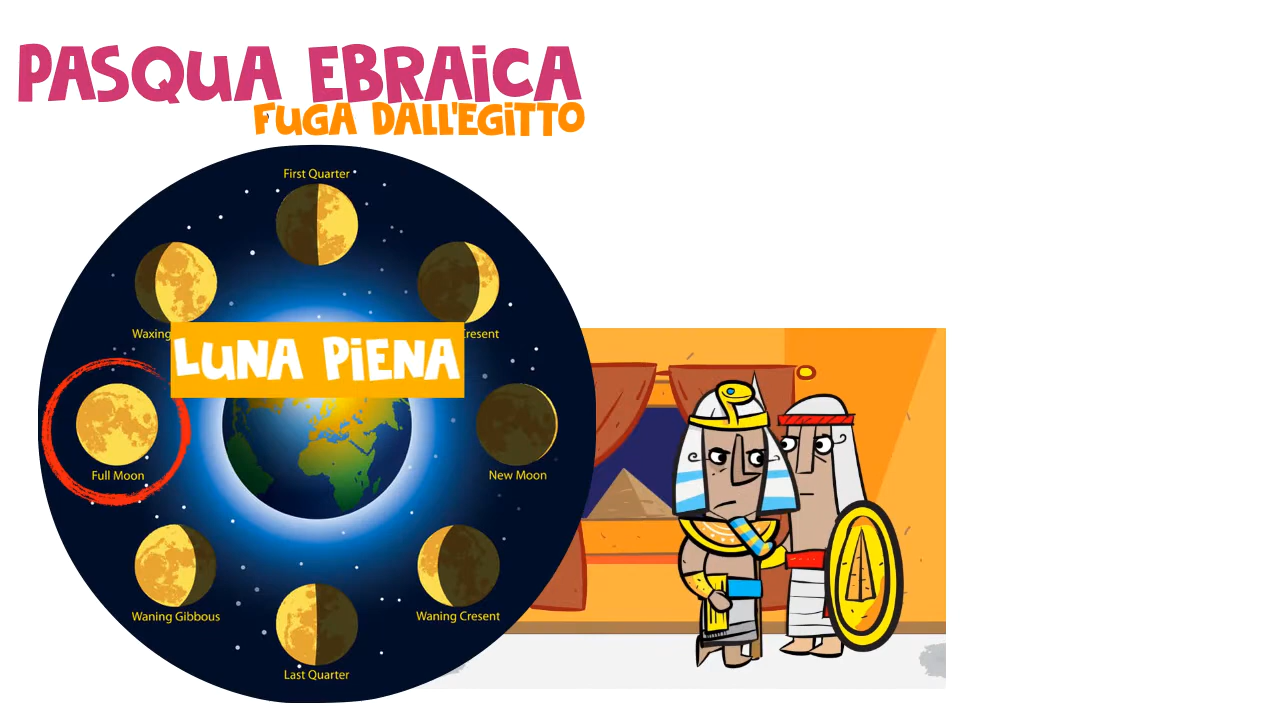 PASQUA EBRAiCA
FUGA DALL'EGiTTO
First Quarter
Waxing
Cresent
LUNA PiENA
Full Moon
New Moon
Waning Gibbous
Waning Cresent
Last Quarter